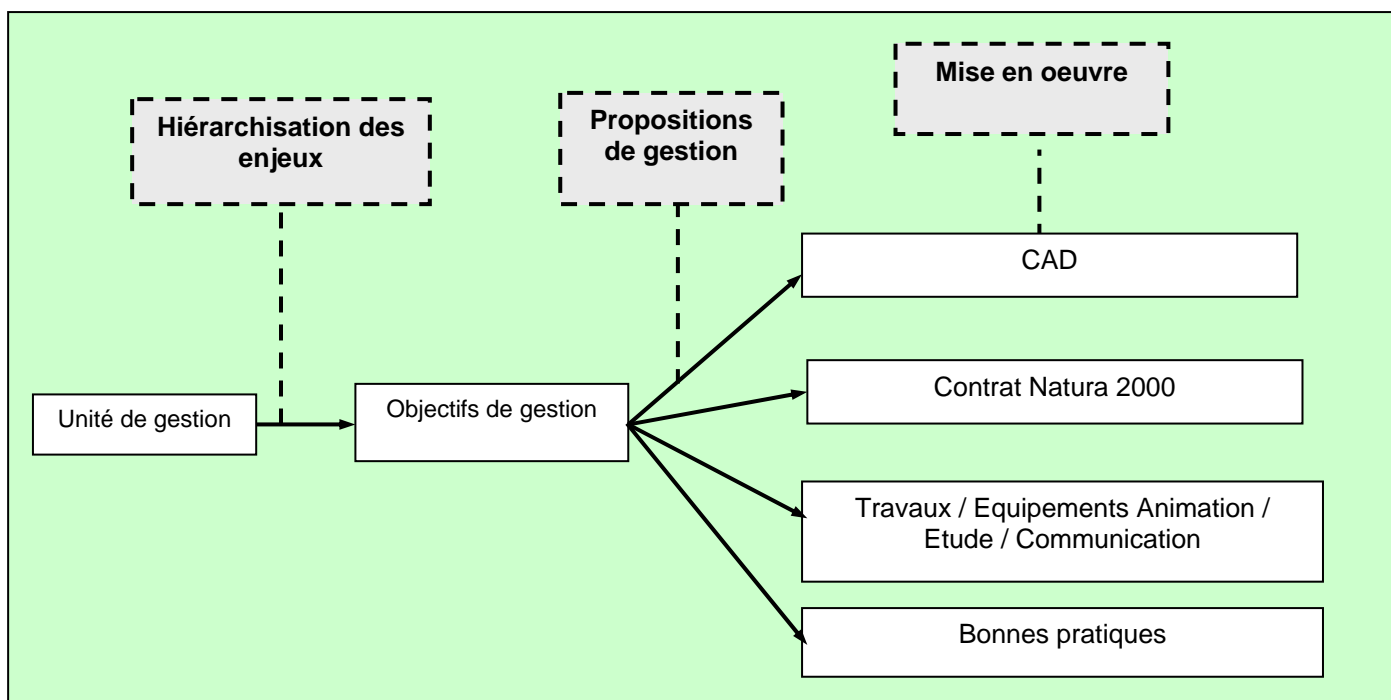 Mise en oeuvre
Hiérarchisation des
enjeux
Propositions
de gestion
CAD
Contrat Natura 2000
Unité de gestion
Objectifs de gestion
Travaux / Equipements Animation /
Etude / Communication
Bonnes pratiques